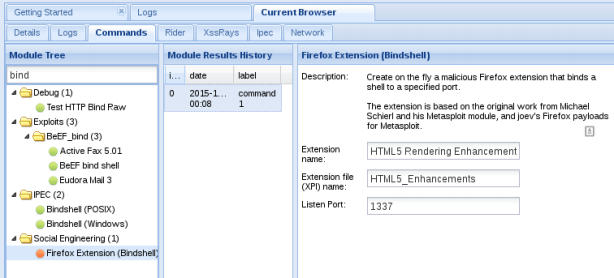 Getting Started
Logs
Current Browser
Details
Logs
Commands
Rider
XssRays
Ipec
Network
Module Tree
bind
Debug (1)
Test HTTP Bind Raw
Exploits (3)
BeEF_bind (3)
Active Fax 5.01
BeEF bind shell
Eudora Mail 3
IPEC (2)
Bindshell (POSIX)
Bindshell (Windows)
Social Engineering (1)
Firefox Extension (Bindshell)
Module Results History
i... date label
0 2015-1... command
00:08 1
Firefox Extension (Bindshell)
Description: Create on the fly a malicious Firefox extension that binds a
shell to a specified port.
The extension is based on the original work from Michael
Schierl and his Metasploit module, and joev's Firefox payloads
for Metasploit.
Extension
name: HTML5 Rendering Enhancement
Extension file
(XPI) name: HTML5_Enhancements
Listen Port: 1337